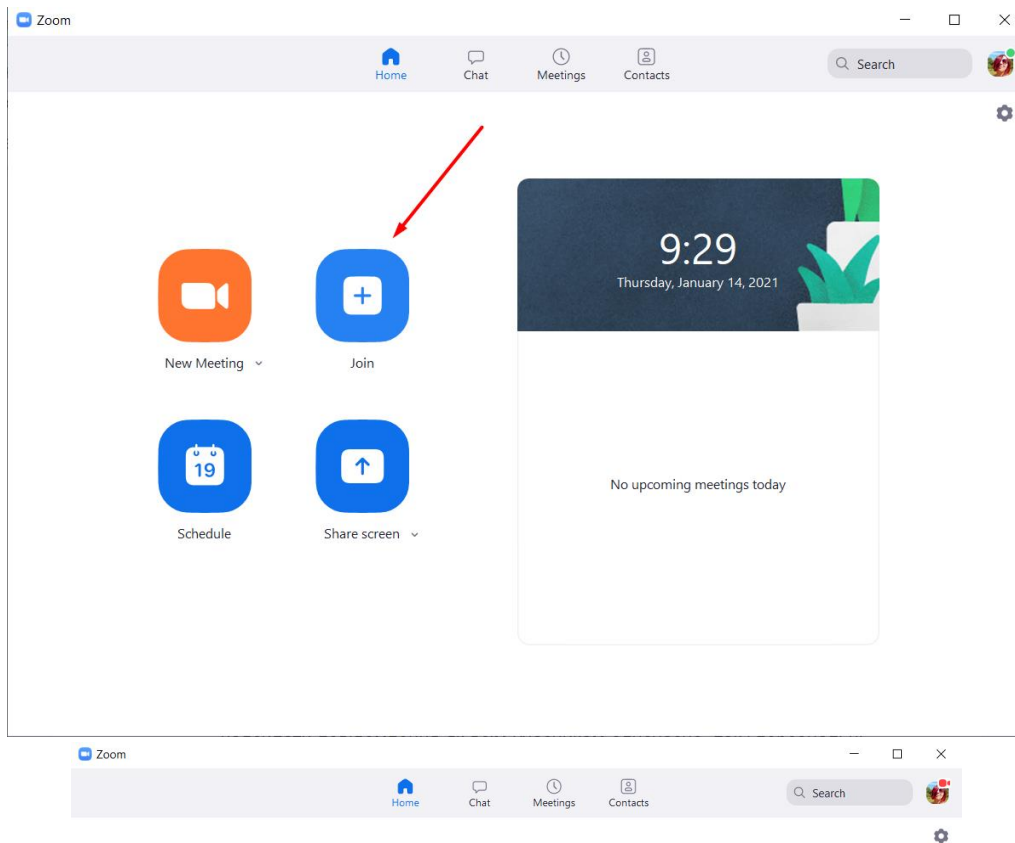 Zoom
Home Chat Meetings Contacts Search
9:29
Thursday, January 14, 2021
New Meeting Join
19
Schedule Share screen
No upcoming meetings today
Zoom
Home Chat Meetings Contacts Search